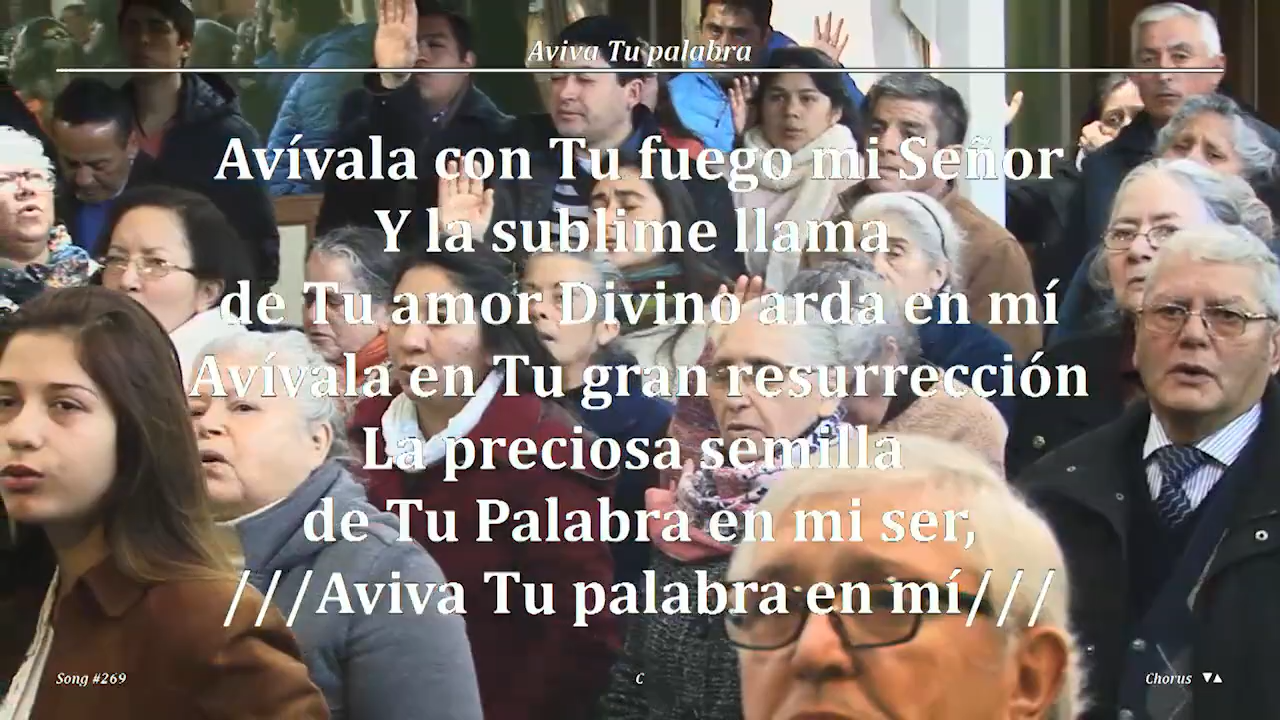 Aviva Tu palabra
Avívala con Tu fuego mi Señor
Y la sublime llama
de Tu amor Divino arda en mí
Avívala en Tu gran resurrección
La preciosa semilla
de Tu Palabra en mi ser,
///Aviva Tu palabra en mí///
Song #269
C
Chorus ▼▲